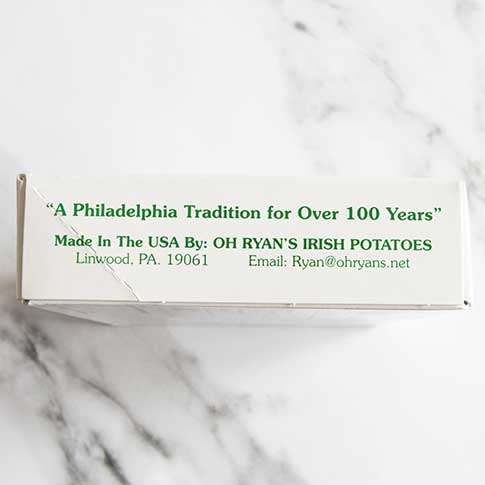 “A Philadelphia Tradition for Over 100 Years”
Made In The USA By: OH RYAN'S IRISH POTATOES
Linwood, PA. 19061 Email: Ryan@ohryans.net